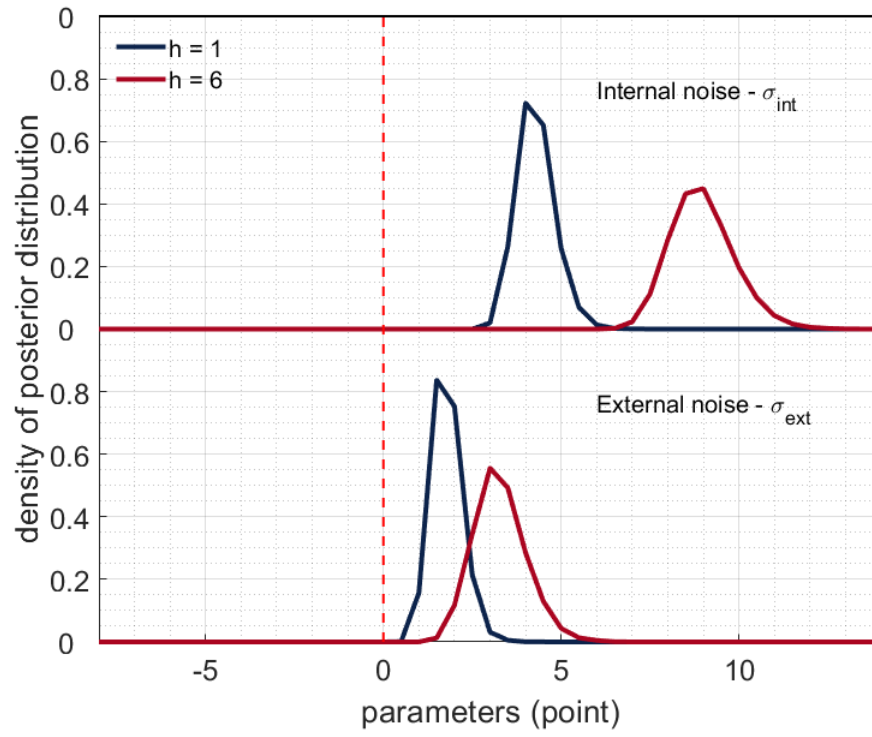 0
h = 1
h = 6
0.8
Internal noise - σint
0.6
0.4
0.2
0
0.8
External noise - σext
0.6
0.4
0.2
0
density of posterior distribution
-5
0
5
10
parameters (point)